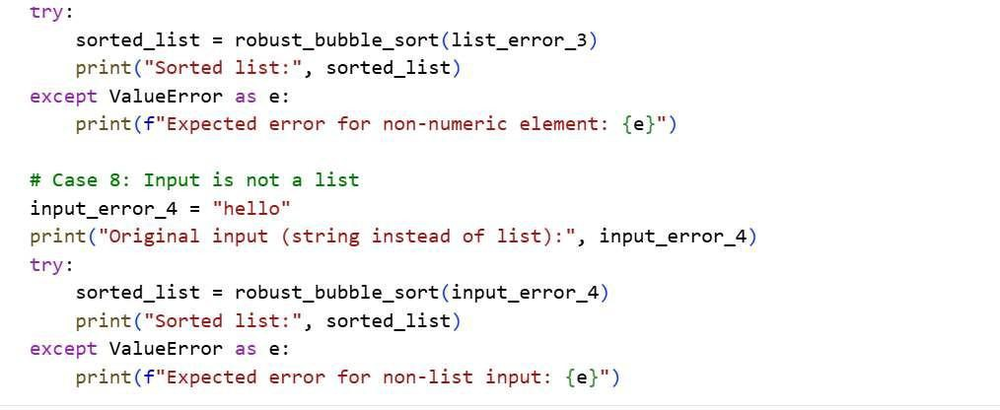 try:
    sorted_list = robust_bubble_sort(list_error_3)
    print("Sorted list:", sorted_list)
except ValueError as e:
    print(f"Expected error for non-numeric element: {e}")

# Case 8: Input is not a list
input_error_4 = "hello"
print("Original input (string instead of list):", input_error_4)
try:
    sorted_list = robust_bubble_sort(input_error_4)
    print("Sorted list:", sorted_list)
except ValueError as e:
    print(f"Expected error for non-list input: {e}")